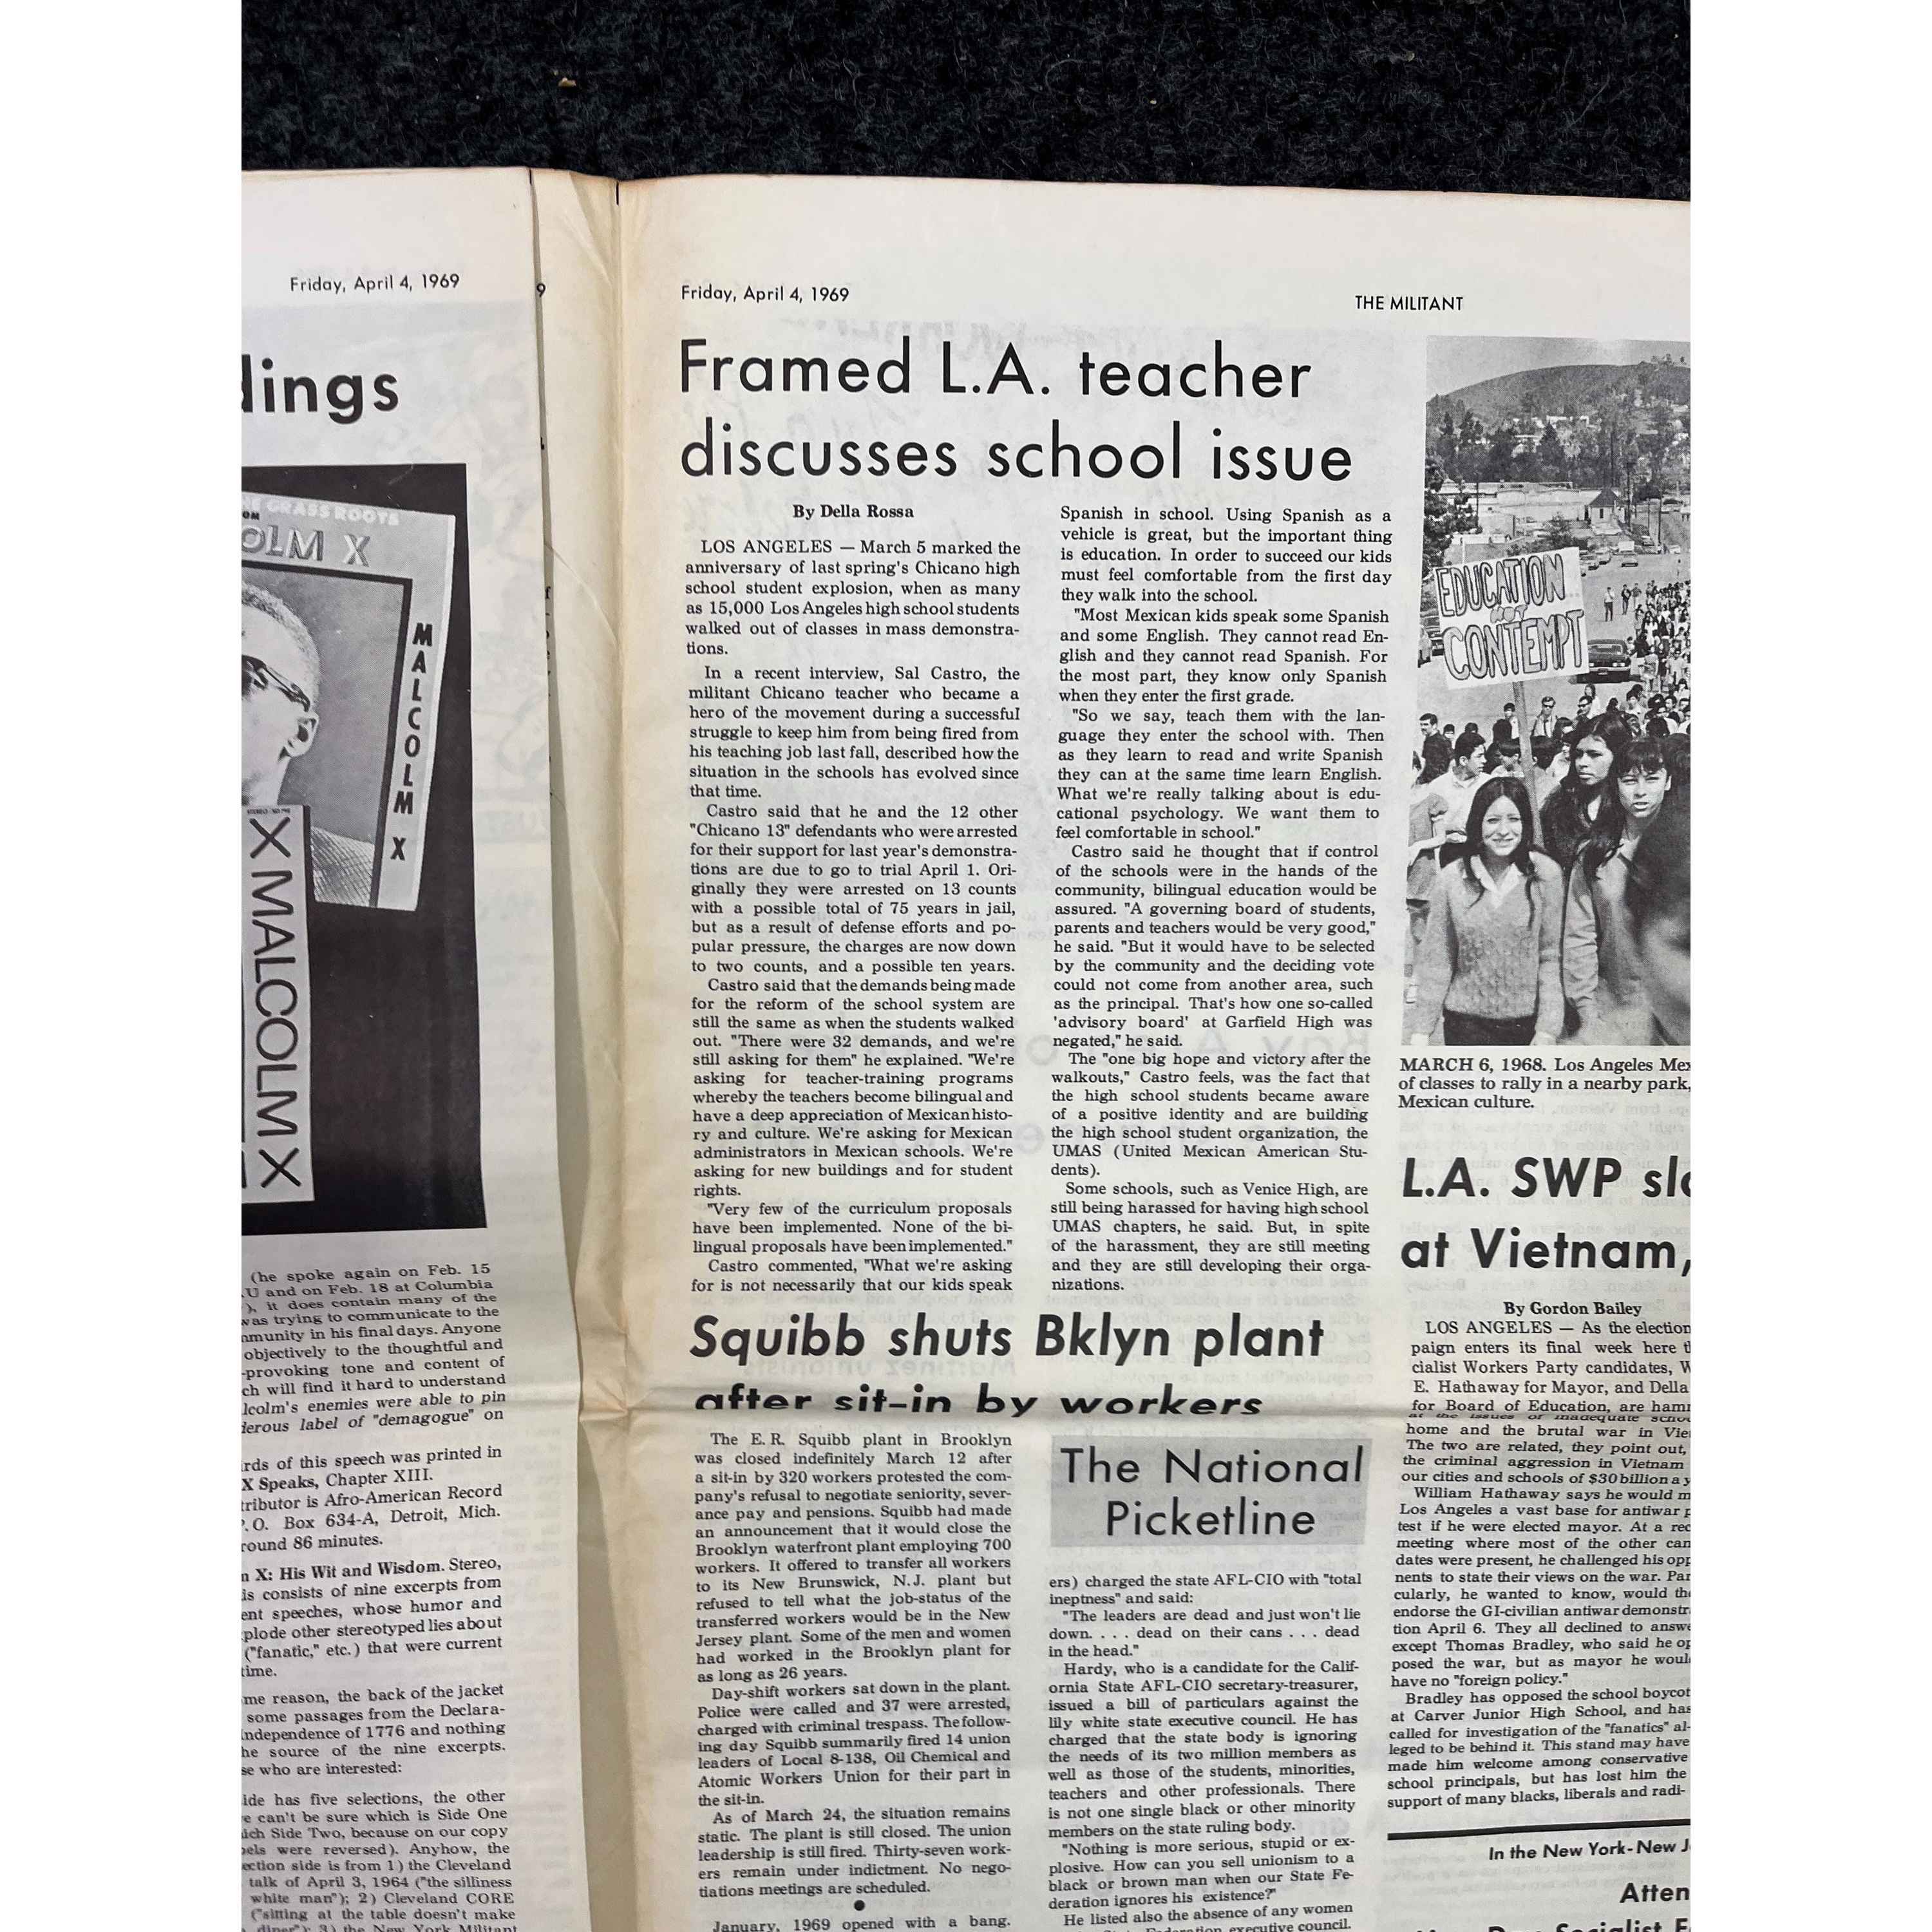 Friday, April 4, 1969
dings
GRASS ROOTS
OLM X
MALCOLM X
X MALCOLM X
(he spoke again on Feb. 15
U and on Feb. 18 at Columbia
), it does contain many of the
was trying to communicate to the
mmunity in his final days. Anyone
objectively to the thoughtful and
-provoking tone and content of
ch will find it hard to understand
lcolm's enemies were able to pin
derous label of "demagogue" on
rds of this speech was printed in
X Speaks, Chapter XIII.
tributor is Afro-American Record
P.O. Box 634-A, Detroit, Mich.
round 86 minutes.
n X: His Wit and Wisdom. Stereo,
is consists of nine excerpts from
ent speeches, whose humor and
plode other stereotyped lies about
("fanatic," etc.) that were current
time.
me reason, the back of the jacket
some passages from the Declara-
Independence of 1776 and nothing
he source of the nine excerpts.
se who are interested:
ide has five selections, the other
e can't be sure which is Side One
ich Side Two, because on our copy
bels were reversed). Anyhow, the
ection side is from 1) the Cleveland
talk of April 3, 1964 ("the silliness
white man"); 2) Cleveland CORE
("sitting at the table doesn't make
diner"); 3) the New York Militant
9
Friday, April 4, 1969
THE MILITANT
Framed L.A. teacher
discusses school issue
By Della Rossa
LOS ANGELES — March 5 marked the
anniversary of last spring's Chicano high
school student explosion, when as many
as 15,000 Los Angeles high school students
walked out of classes in mass demonstra-
tions.
In a recent interview, Sal Castro, the
militant Chicano teacher who became a
hero of the movement during a successful
struggle to keep him from being fired from
his teaching job last fall, described how the
situation in the schools has evolved since
that time.
Castro said that he and the 12 other
"Chicano 13" defendants who were arrested
for their support for last year's demonstra-
tions are due to go to trial April 1. Ori-
ginally they were arrested on 13 counts
with a possible total of 75 years in jail,
but as a result of defense efforts and po-
pular pressure, the charges are now down
to two counts, and a possible ten years.
Castro said that the demands being made
for the reform of the school system are
still the same as when the students walked
out. "There were 32 demands, and we're
still asking for them" he explained. "We're
asking for teacher-training programs
whereby the teachers become bilingual and
have a deep appreciation of Mexican histo-
ry and culture. We're asking for Mexican
administrators in Mexican schools. We're
asking for new buildings and for student
rights.
"Very few of the curriculum proposals
have been implemented. None of the bi-
lingual proposals have been implemented."
Castro commented, "What we're asking
for is not necessarily that our kids speak
Spanish in school. Using Spanish as a
vehicle is great, but the important thing
is education. In order to succeed our kids
must feel comfortable from the first day
they walk into the school.
"Most Mexican kids speak some Spanish
and some English. They cannot read En-
glish and they cannot read Spanish. For
the most part, they know only Spanish
when they enter the first grade.
"So we say, teach them with the lan-
guage they enter the school with. Then
as they learn to read and write Spanish
they can at the same time learn English.
What we're really talking about is edu-
cational psychology. We want them to
feel comfortable in school."
Castro said he thought that if control
of the schools were in the hands of the
community, bilingual education would be
assured. "A governing board of students,
parents and teachers would be very good,"
he said. "But it would have to be selected
by the community and the deciding vote
could not come from another area, such
as the principal. That's how one so-called
'advisory board' at Garfield High was
negated," he said.
The "one big hope and victory after the
walkouts," Castro feels, was the fact that
the high school students became aware
of a positive identity and are building
the high school student organization, the
UMAS (United Mexican American Stu-
dents).
Some schools, such as Venice High, are
still being harassed for having high school
UMAS chapters, he said. But, in spite
of the harassment, they are still meeting
and they are still developing their orga-
nizations.
EDUCATION
NOT
CONTEMPT
MARCH 6, 1968. Los Angeles Mex
of classes to rally in a nearby park,
Mexican culture.
Squibb shuts Bklyn plant
after sit-in by workers
The E. R. Squibb plant in Brooklyn
was closed indefinitely March 12 after
a sit-in by 320 workers protested the com-
pany's refusal to negotiate seniority, sever-
ance pay and pensions. Squibb had made
an announcement that it would close the
Brooklyn waterfront plant employing 700
workers. It offered to transfer all workers
to its New Brunswick, N.J. plant but
refused to tell what the job-status of the
transferred workers would be in the New
Jersey plant. Some of the men and women
had worked in the Brooklyn plant for
as long as 26 years.
Day-shift workers sat down in the plant.
Police were called and 37 were arrested,
charged with criminal trespass. The follow-
ing day Squibb summarily fired 14 union
leaders of Local 8-138, Oil Chemical and
Atomic Workers Union for their part in
the sit-in.
As of March 24, the situation remains
static. The plant is still closed. The union
leadership is still fired. Thirty-seven work-
ers remain under indictment. No nego-
tiations meetings are scheduled.
January, 1969 opened with a bang.
The National
Picketline
ers) charged the state AFL-CIO with "total
ineptness" and said:
"The leaders are dead and just won't lie
down. . . . dead on their cans . . . dead
in the head."
Hardy, who is a candidate for the Calif-
ornia State AFL-CIO secretary-treasurer,
issued a bill of particulars against the
lily white state executive council. He has
charged that the state body is ignoring
the needs of its two million members as
well as those of the students, minorities,
teachers and other professionals. There
is not one single black or other minority
members on the state ruling body.
"Nothing is more serious, stupid or ex-
plosive. How can you sell unionism to a
black or brown man when our State Fe-
deration ignores his existence?"
He listed also the absence of any women
executive council.
L.A. SWP sla
at Vietnam,
By Gordon Bailey
LOS ANGELES — As the election
paign enters its final week here t
cialist Workers Party candidates, W
E. Hathaway for Mayor, and Della
for Board of Education, are ham
at the issues of inadequate scho
home and the brutal war in Vie
The two are related, they point out,
the criminal aggression in Vietnam
our cities and schools of $30 billion a y
William Hathaway says he would m
Los Angeles a vast base for antiwar p
test if he were elected mayor. At a rec
meeting where most of the other can
dates were present, he challenged his opp
nents to state their views on the war. Par
cularly, he wanted to know, would the
endorse the GI-civilian antiwar demonstr
tion April 6. They all declined to answe
except Thomas Bradley, who said he op
posed the war, but as mayor he woul
have no "foreign policy."
Bradley has opposed the school boycot
at Carver Junior High School, and has
called for investigation of the "fanatics" al-
leged to be behind it. This stand may have
made him welcome among conservative
school principals, but has lost him the
support of many blacks, liberals and radi-
In the New York-New J
Atten
Socialist